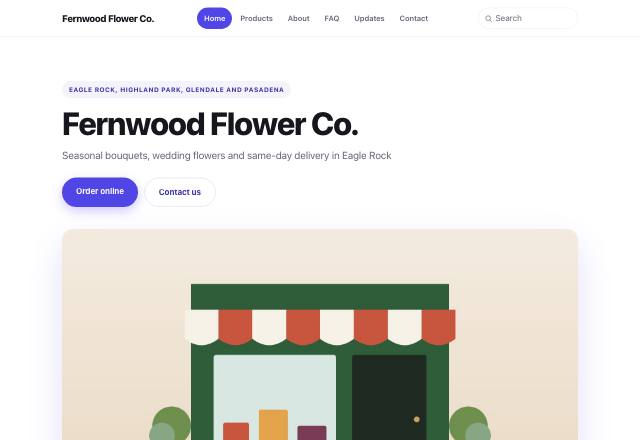 Fernwood Flower Co.
Home
Products
About
FAQ
Updates
Contact
Search
EAGLE ROCK, HIGHLAND PARK, GLENDALE AND PASADENA
Fernwood Flower Co.
Seasonal bouquets, wedding flowers and same-day delivery in Eagle Rock
Order online
Contact us